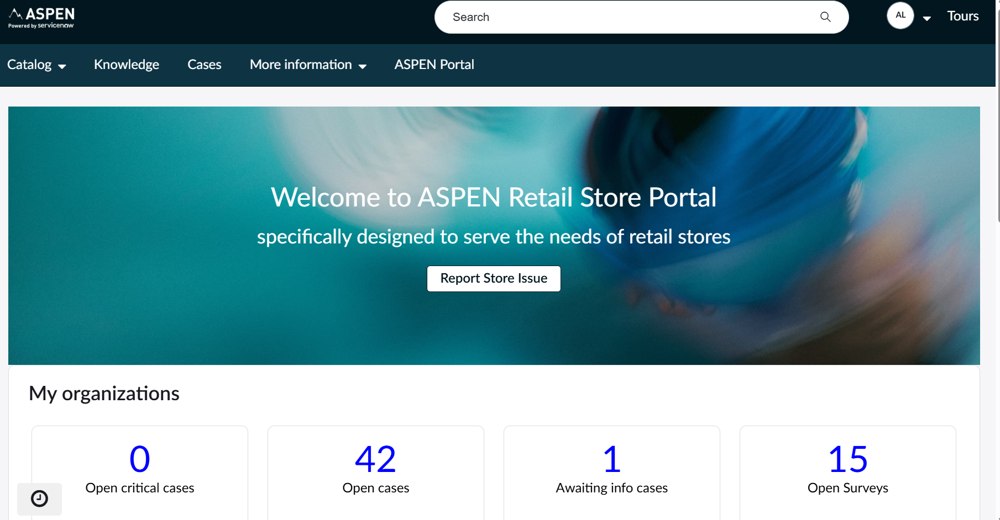 ASPEN
Powered by servicenow
Search
AL
Tours
Catalog
Knowledge
Cases
More information
ASPEN Portal
Welcome to ASPEN Retail Store Portal
specifically designed to serve the needs of retail stores
Report Store Issue
My organizations
0
Open critical cases
42
Open cases
1
Awaiting info cases
15
Open Surveys